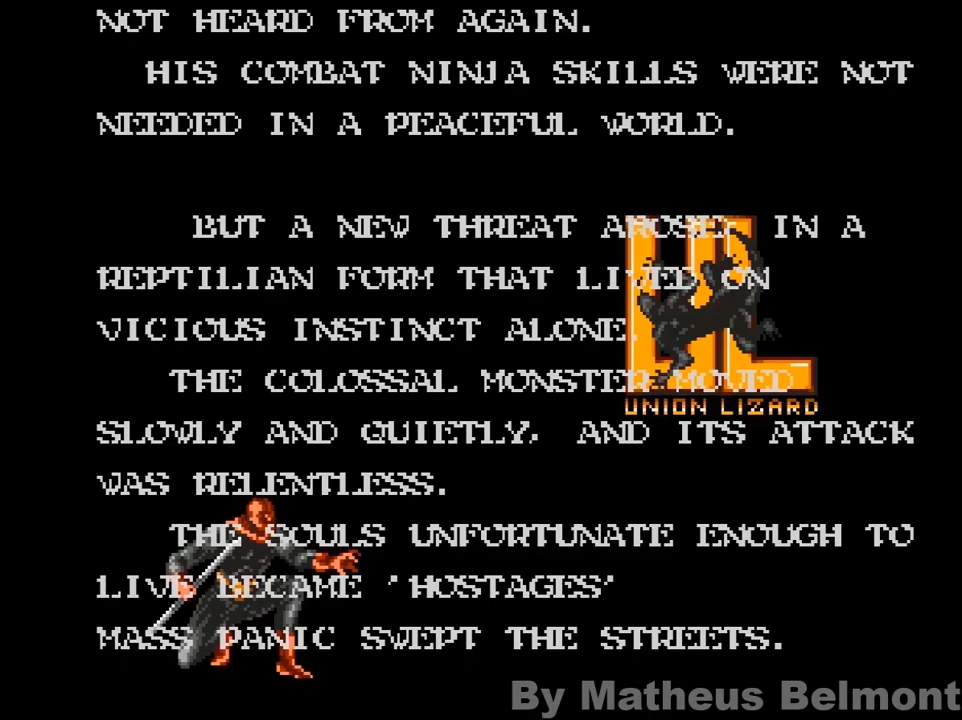 NOT HEARD FROM AGAIN.
HIS COMBAT NINJA SKILLS WERE NOT
NEEDED IN A PEACEFUL WORLD.
BUT A NEW THREAT AROSE, IN A
REPTILIAN FORM THAT LIVED ON
VICIOUS INSTINCT ALONE.
THE COLOSSAL MONSTER MOVED
UNION LIZARD
SLOWLY AND QUIETLY, AND ITS ATTACK
WAS RELENTLESS.
THE SOULS UNFORTUNATE ENOUGH TO
LIVE BECAME 'HOSTAGES'
MASS PANIC SWEPT THE STREETS.
By Matheus Belmont